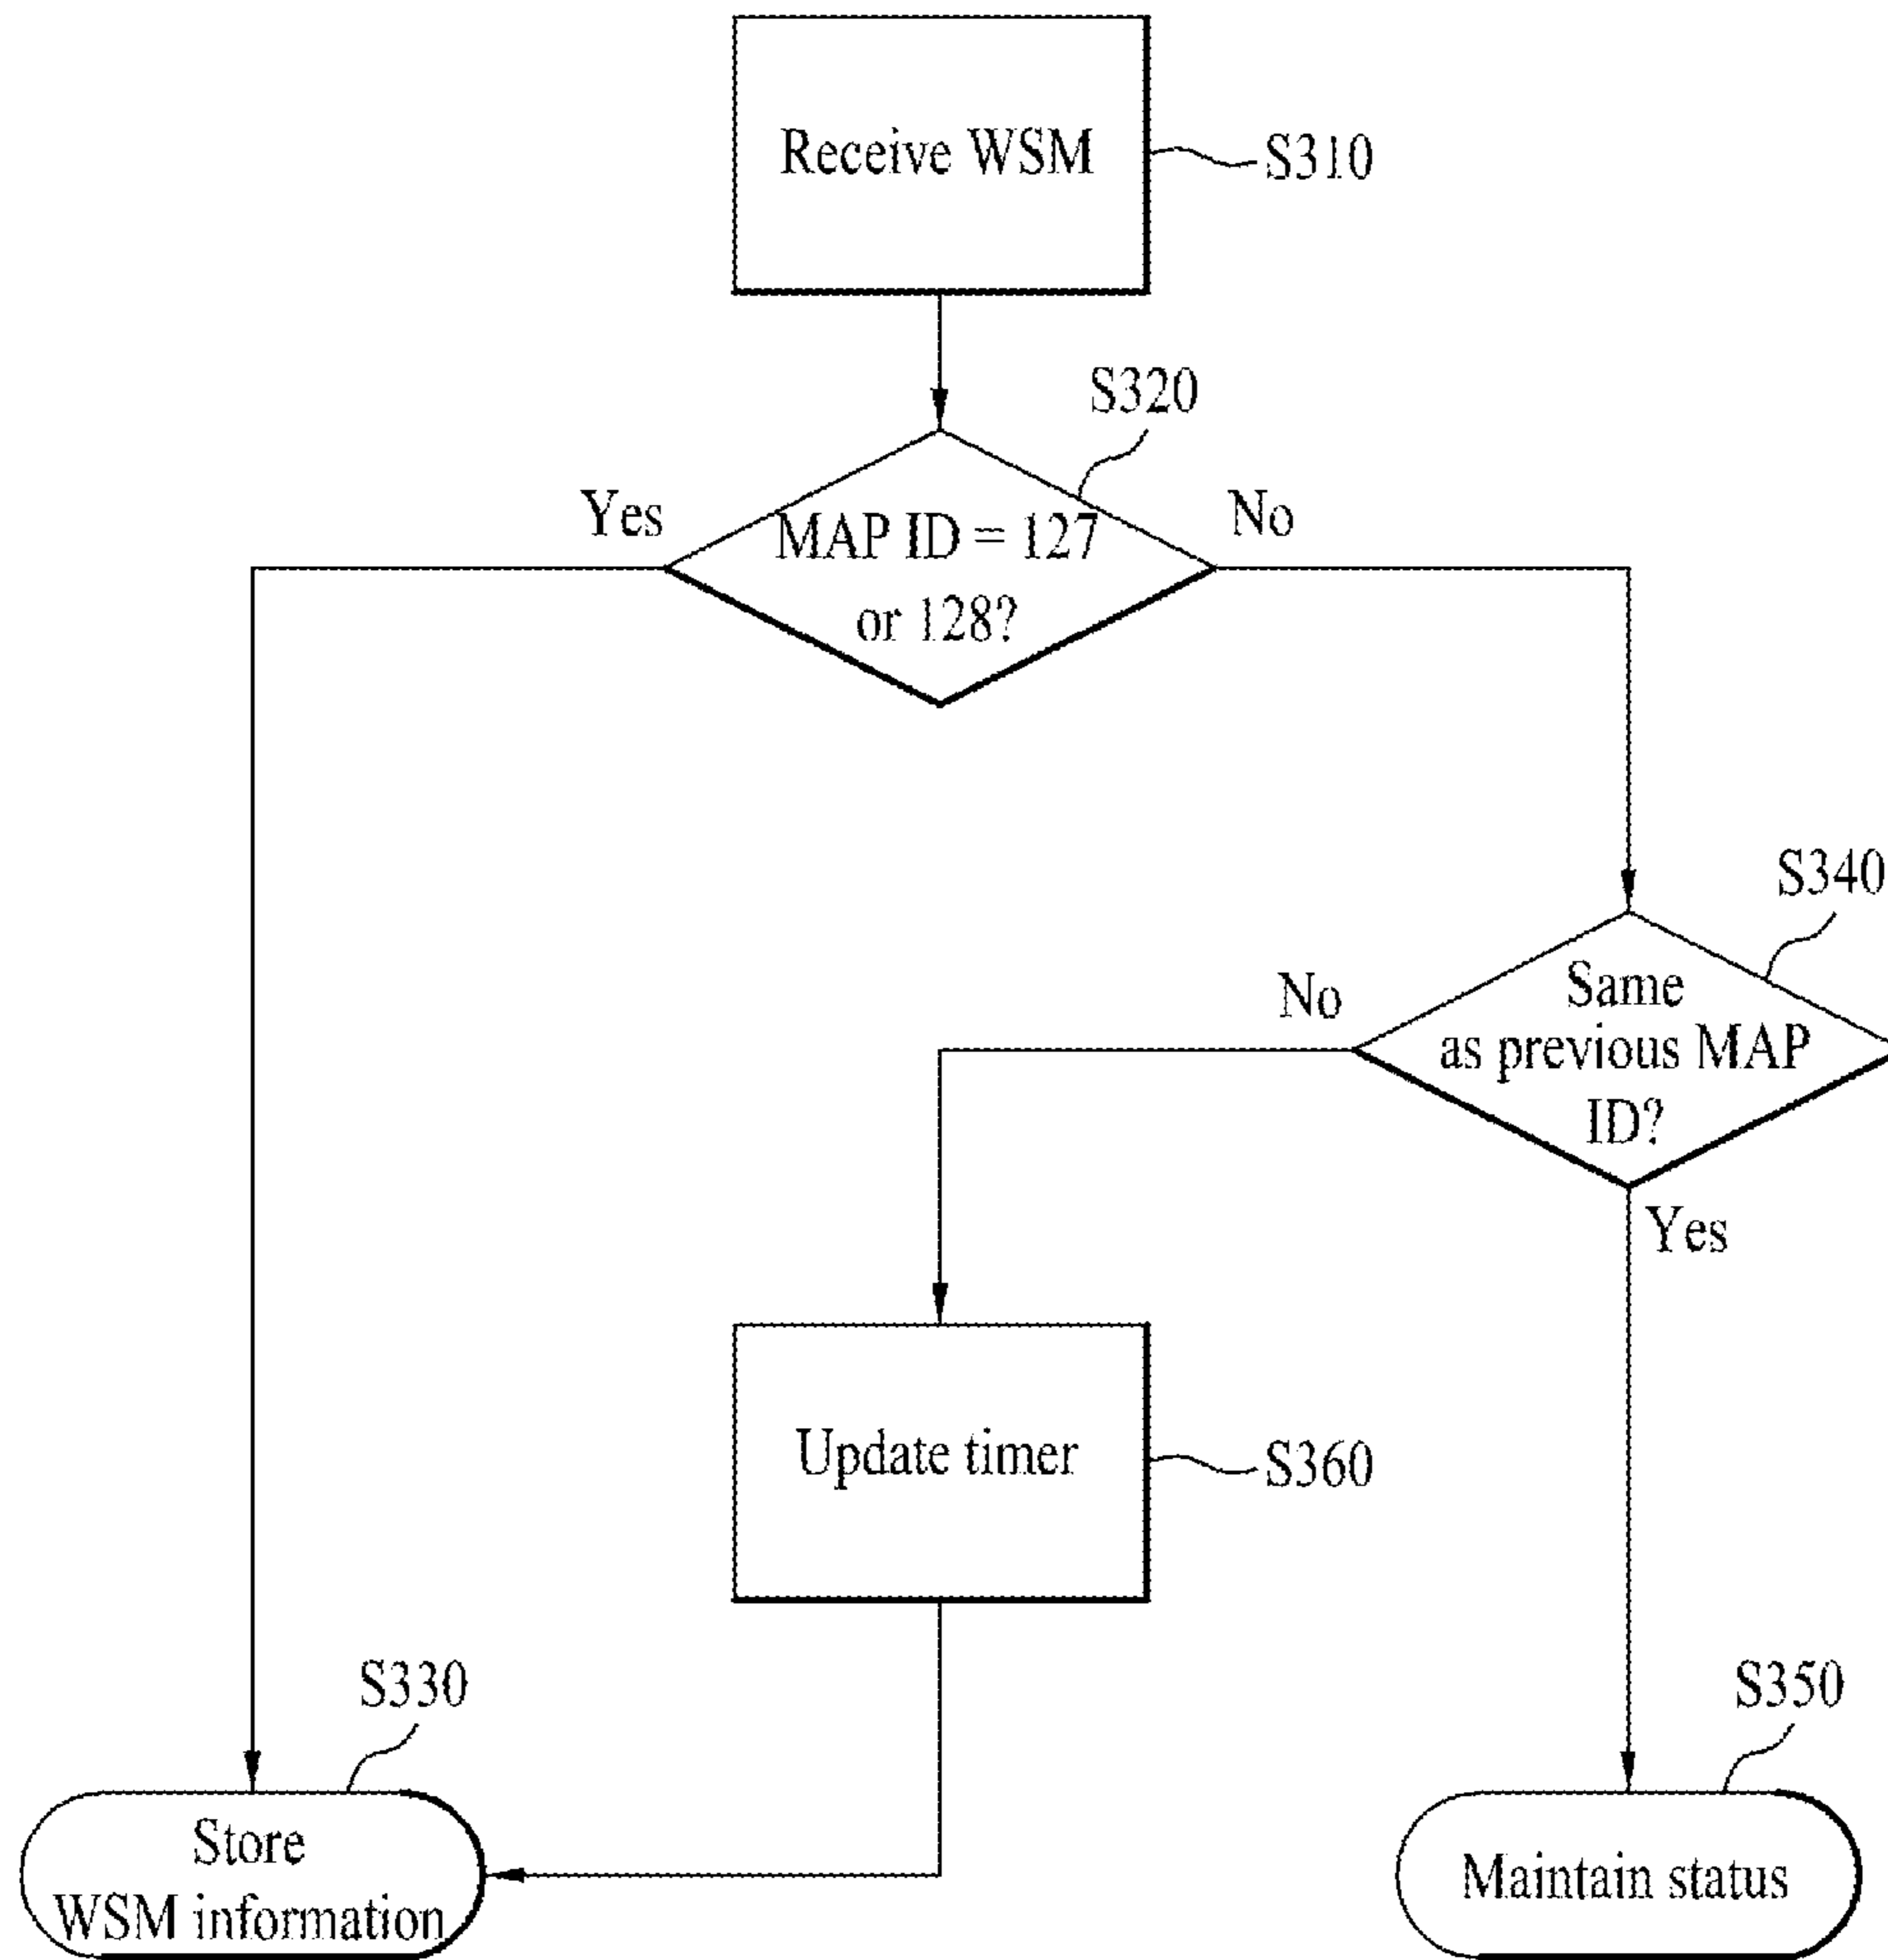 Receive WSM
S310
S320
Yes
No
MAP ID = 127
or 128?
S340
No
Same
as previous MAP
ID?
Yes
Update timer
S360
S330
S350
Store
WSM information
Maintain status